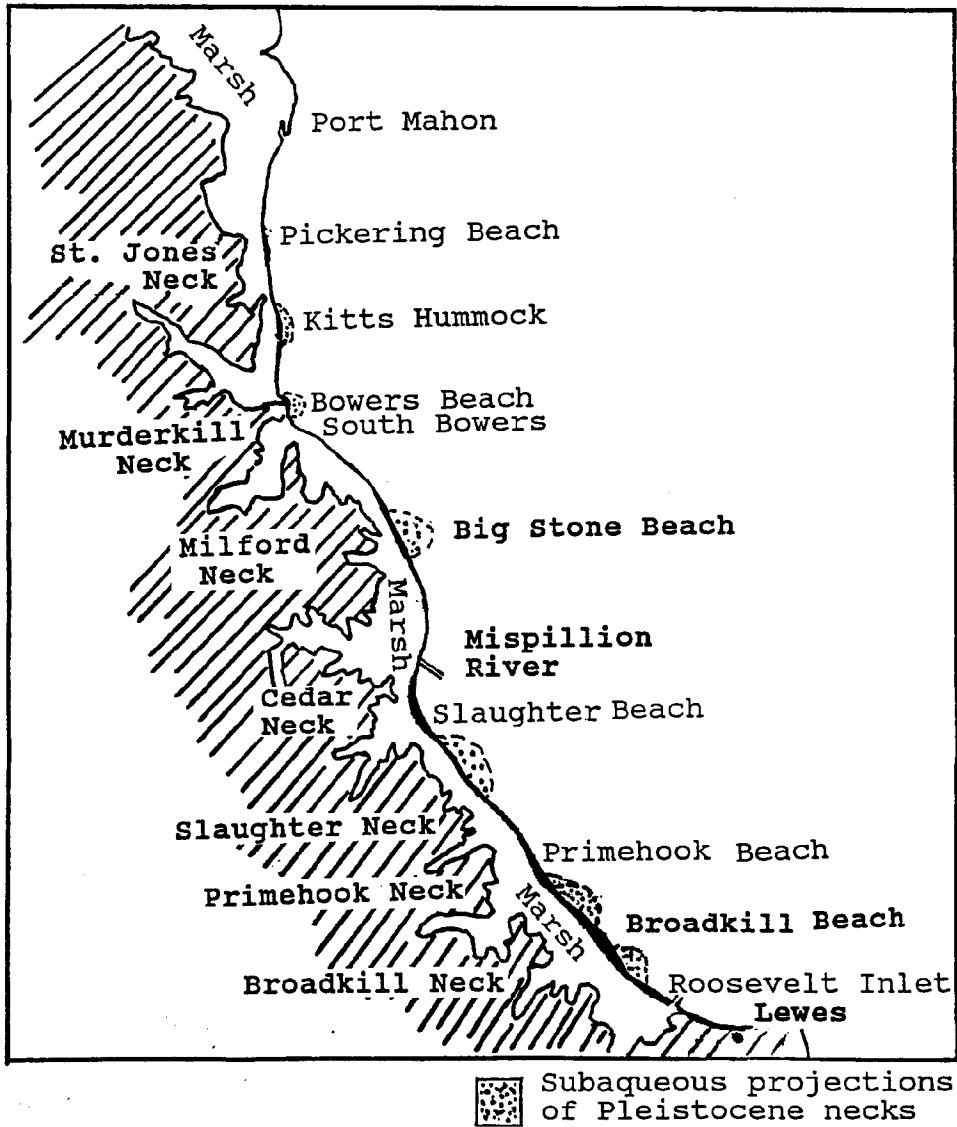 Marsh
Port Mahon
Pickering Beach
St. Jones
Neck
Kitts Hummock
Bowers Beach
South Bowers
Murderkill
Neck
Big Stone Beach
Milford
Neck
Marsh
Mispillion
River
Cedar
Neck
Slaughter Beach
Slaughter Neck
Primehook Beach
Primehook Neck
Marsh
Broadkill Beach
Broadkill Neck
Roosevelt Inlet
Lewes
Subaqueous projections
of Pleistocene necks